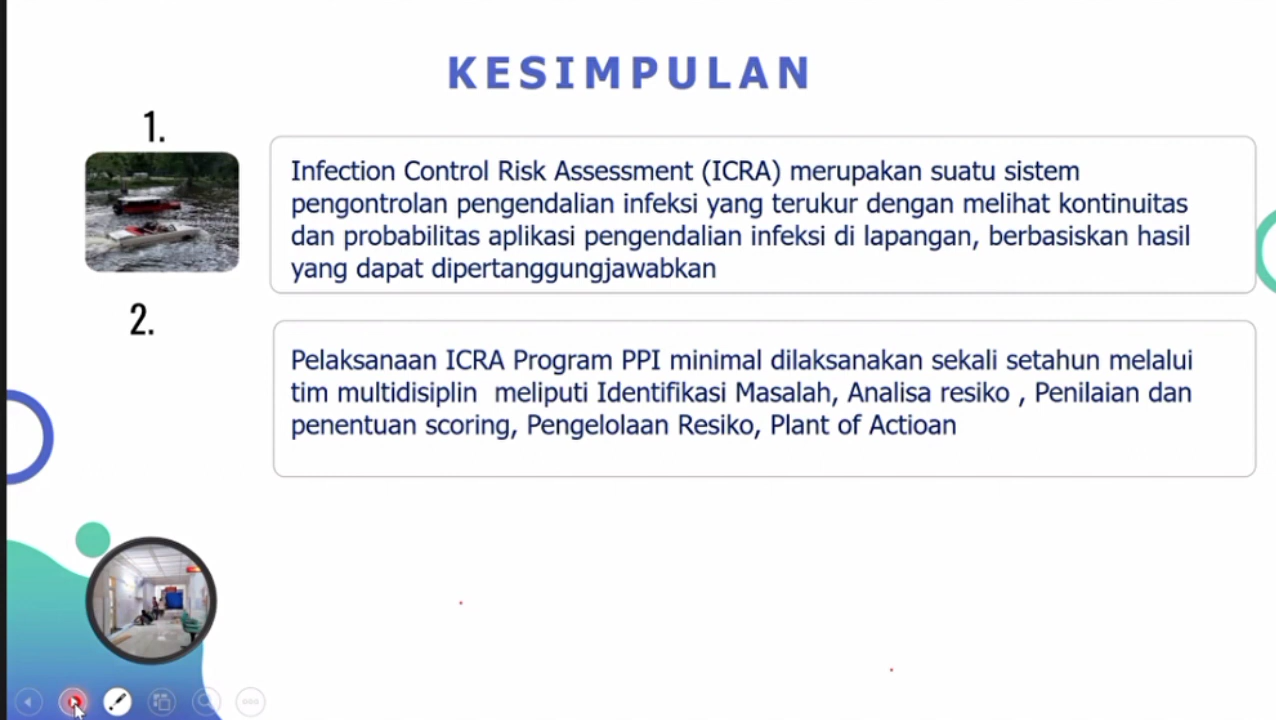 KESIMPULAN
1.
Infection Control Risk Assessment (ICRA) merupakan suatu sistem
pengontrolan pengendalian infeksi yang terukur dengan melihat kontinuitas
dan probabilitas aplikasi pengendalian infeksi di lapangan, berbasiskan hasil
yang dapat dipertanggungjawabkan
2.
Pelaksanaan ICRA Program PPI minimal dilaksanakan sekali setahun melalui
tim multidisiplin  meliputi Identifikasi Masalah, Analisa resiko , Penilaian dan
penentuan scoring, Pengelolaan Resiko, Plant of Actioan